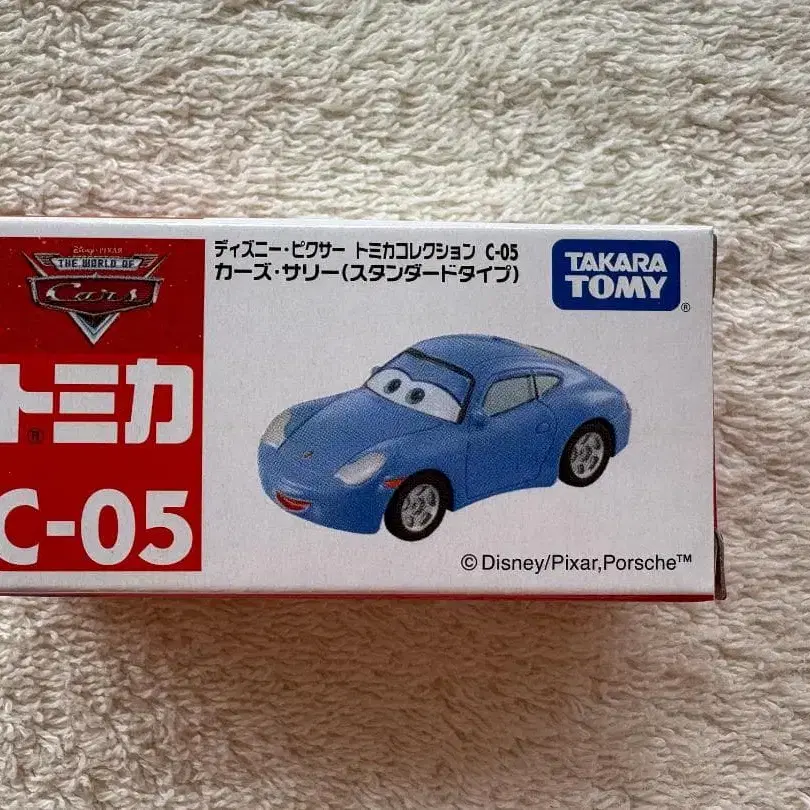 Disney·PIXAR
THE WORLD OF
Cars
トミカ
®
C-05
ディズニー・ピクサー トミカコレクション C-05
カーズ・サリー(スタンダードタイプ)
TAKARA
TOMY
®
©Disney/Pixar,Porsche™